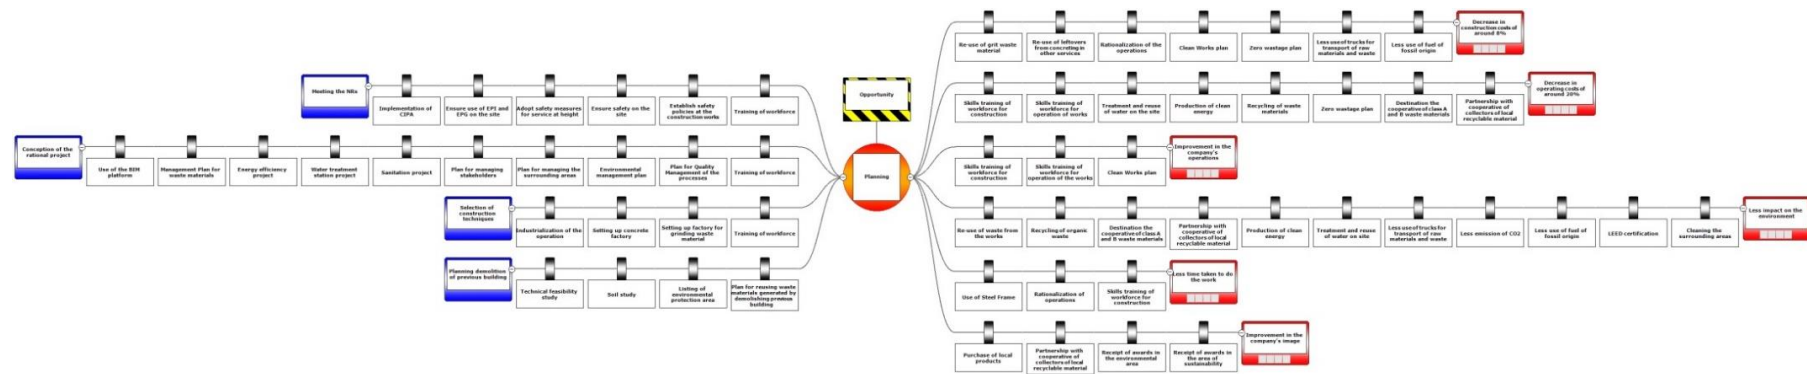 Opportunity
Planning
Meeting the NRs
Implementation of
CIPA
Ensure use of EPI and
EPG on the site
Adopt safety measures
for service at height
Ensure safety on the
site
Establish safety
policies at the
construction works
Training of workforce
Conception of the
rational project
Use of the BIM
platform
Management Plan for
waste materials
Energy efficiency
project
Water treatment
station project
Sanitation project
Plan for managing
stakeholders
Plan for managing the
surrounding areas
Environmental
management plan
Plan for Quality
Management of the
processes
Training of workforce
Selection of
construction
techniques
Industrialization of the
operation
Setting up concrete
factory
Setting up factory for
grinding waste
material
Training of workforce
Planning demolition
of previous building
Technical feasibility
study
Soil study
Listing of
environmental
protection area
Plan for reusing waste
materials generated by
demolishing previous
building
Re-use of grit waste
material
Re-use of leftovers
from concreting in
other services
Rationalization of the
operations
Clean Works plan
Zero wastage plan
Less use of trucks for
transport of raw
materials and waste
Less use of fuel of
fossil origin
Decrease in
construction costs of
around 8%
Skills training of
workforce for
construction
Skills training of
workforce for
operation of works
Treatment and reuse
of water on the site
Production of clean
energy
Recycling of waste
materials
Zero wastage plan
Destination the
cooperative of class A
and B waste materials
Partnership with
cooperative of
collectors of local
recyclable material
Decrease in
operating costs of
around 20%
Skills training of
workforce for
construction
Skills training of
workforce for
operation of the works
Clean Works plan
Improvement in the
company's
operations
Re-use of waste from
the works
Recycling of organic
waste
Destination the
cooperative of class A
and B waste materials
Partnership with
cooperative of
collectors of local
recyclable material
Production of clean
energy
Treatment and reuse
of water on site
Less use of trucks for
transport of raw
materials and waste
Less emission of CO2
Less use of fuel of
fossil origin
LEED certification
Cleaning the
surrounding areas
Less impact on the
environment
Use of Steel Frame
Rationalization of
operations
Skills training of
workforce for
construction
Less time taken to do
the work
Purchase of local
products
Partnership with
cooperative of
collectors of local
recyclable material
Receipt of awards in
the environmental
area
Receipt of awards in
the area of
sustainability
Improvement in the
company's image